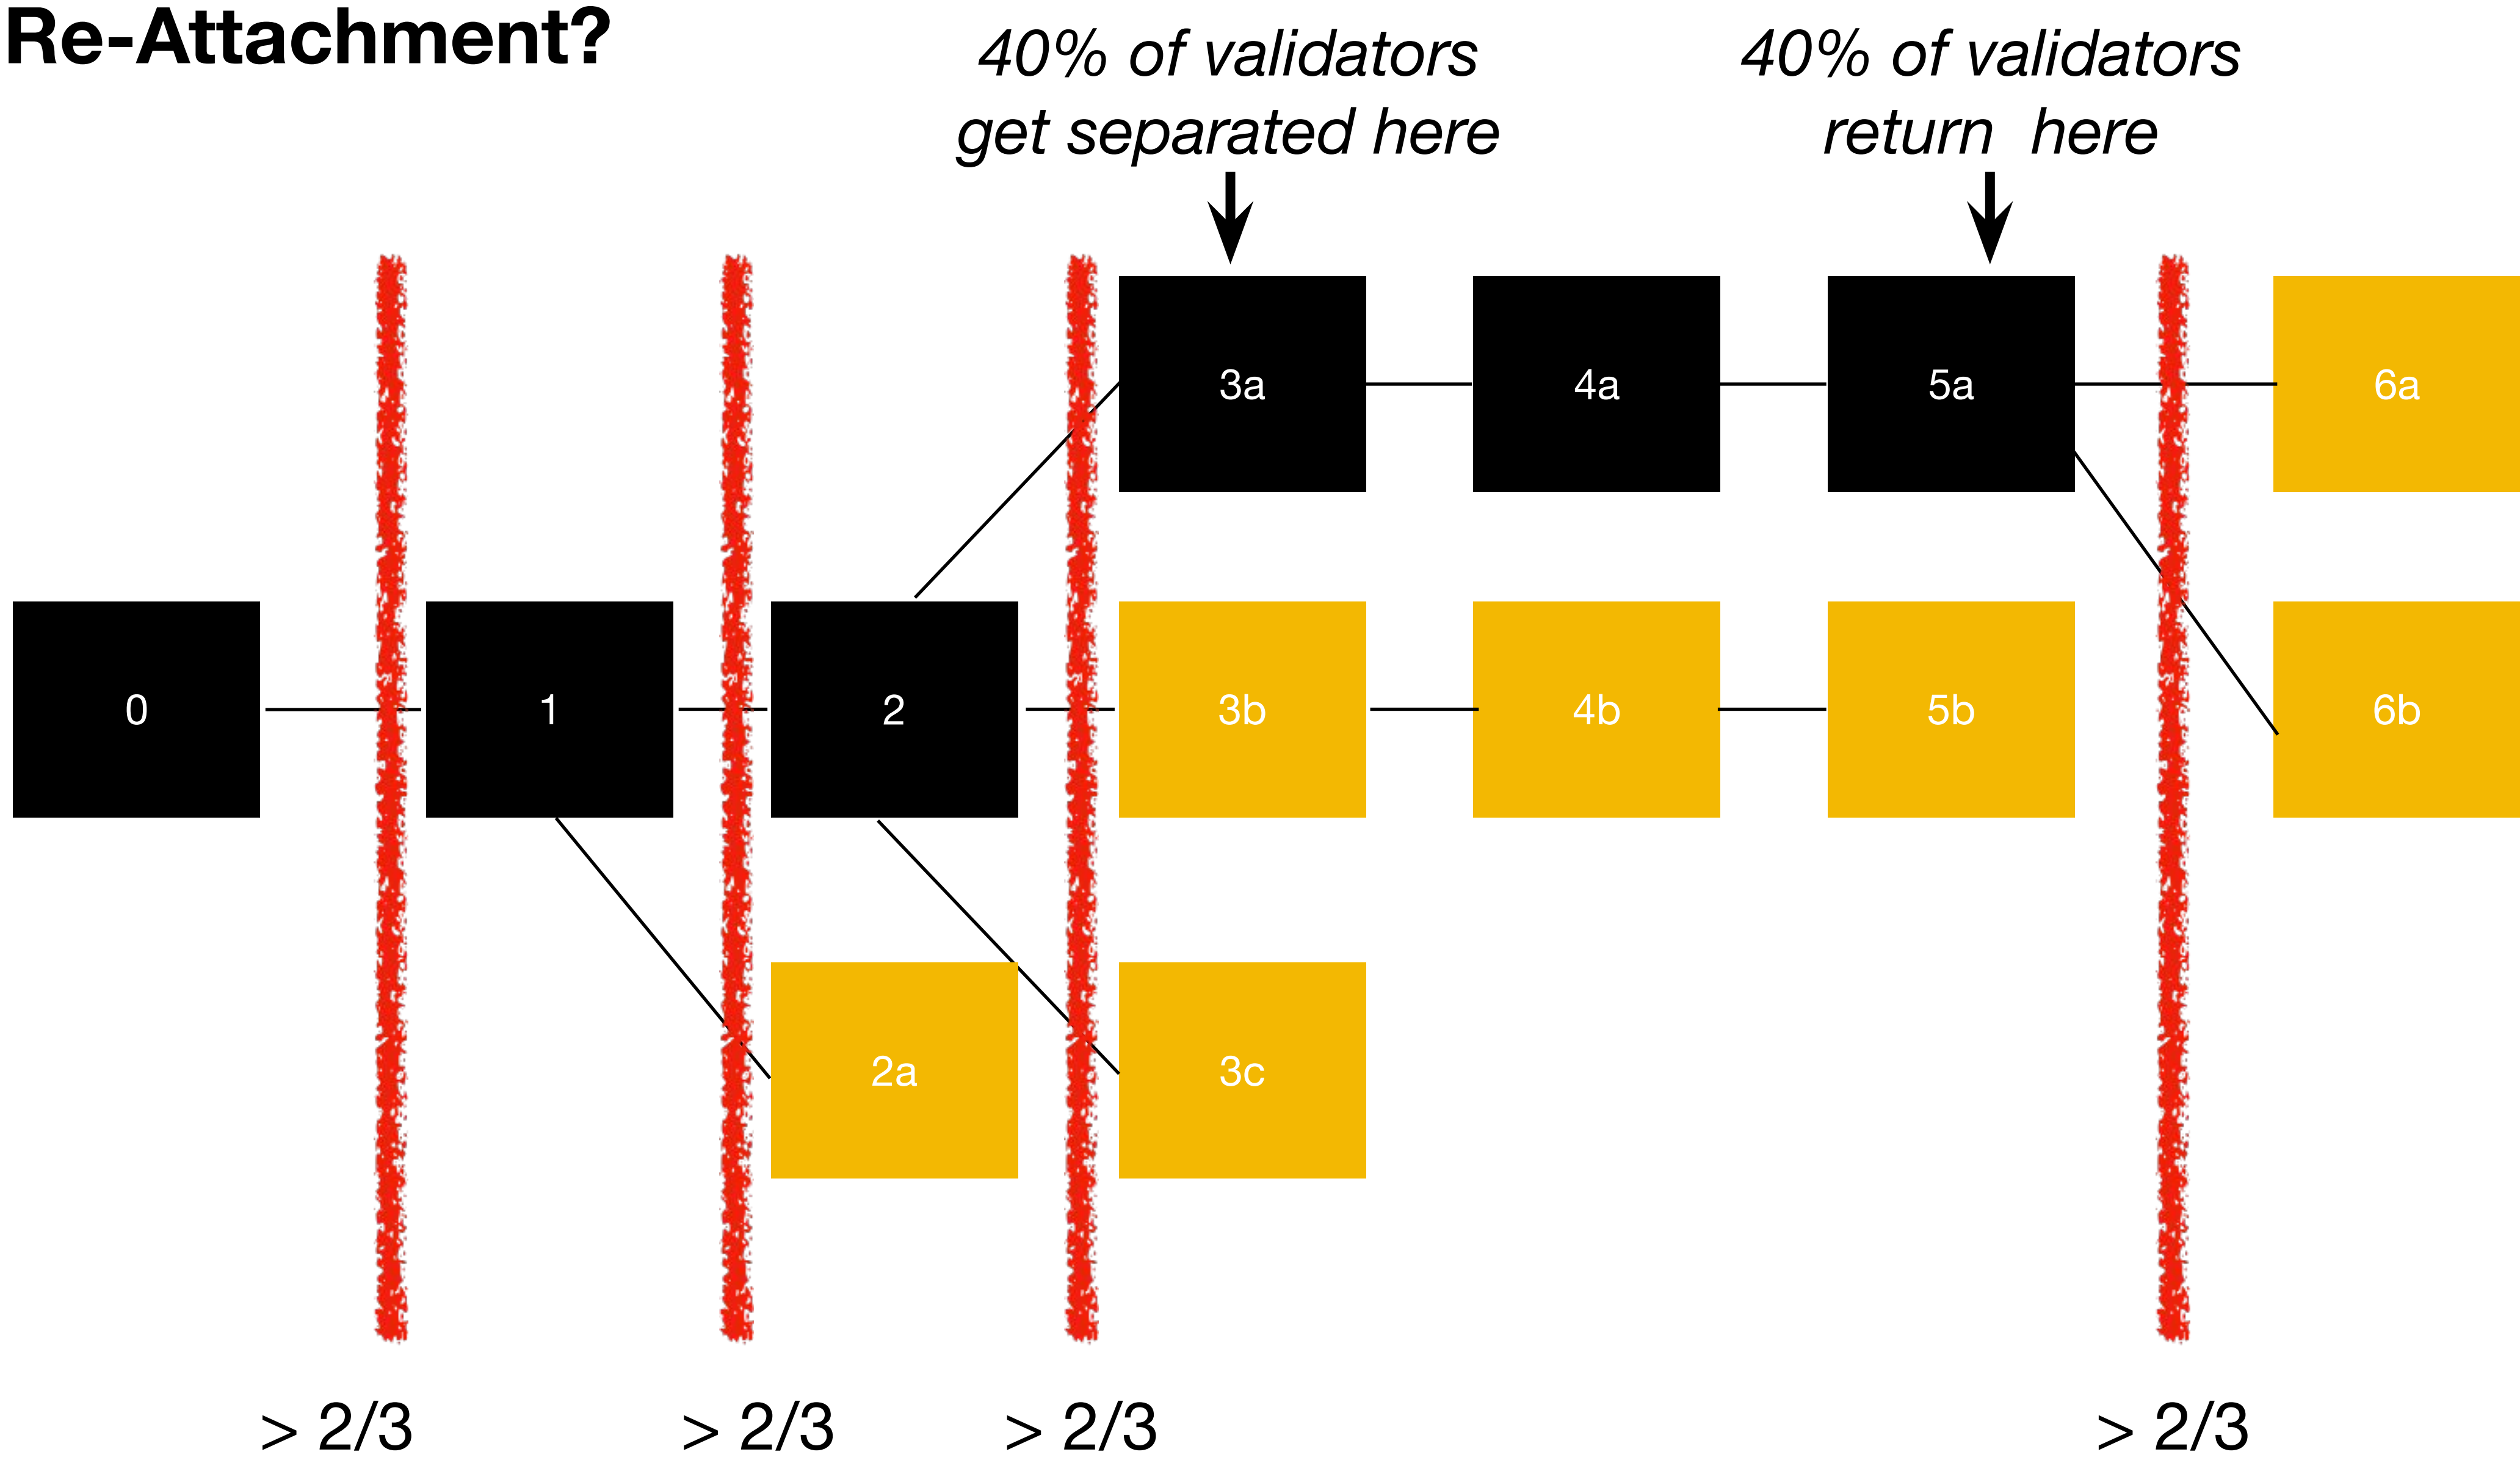 Re-Attachment?
40% of validators
get separated here
40% of validators
return here
3a
4a
5a
6a
0
1
2
3b
4b
5b
6b
2a
3c
> 2/3
> 2/3
> 2/3
> 2/3